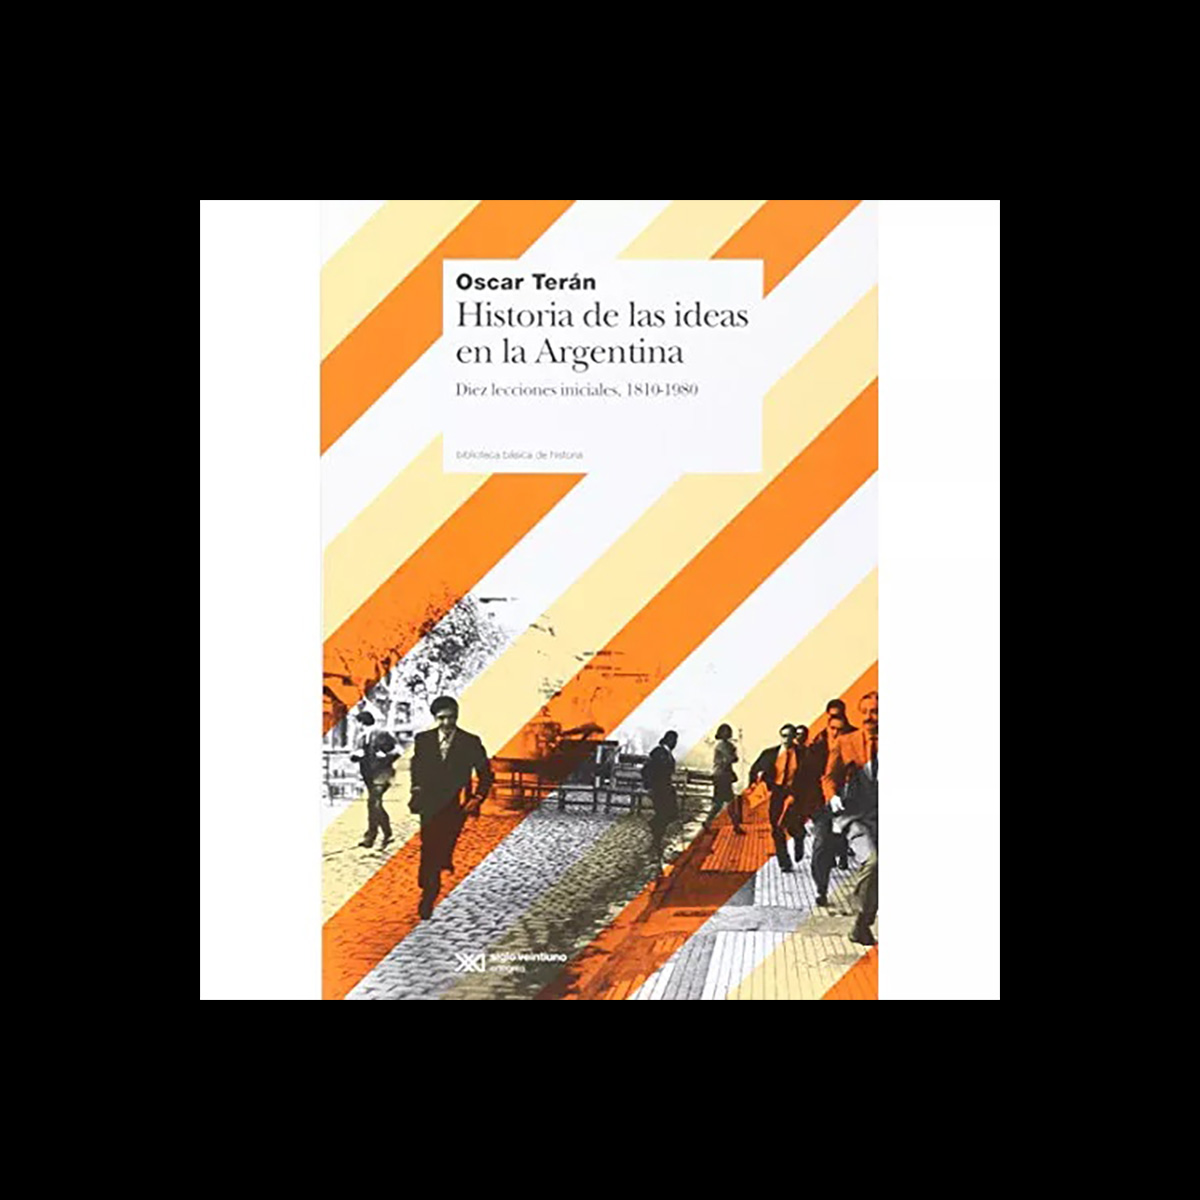 Oscar Terán
Historia de las ideas
en la Argentina
Diez lecciones iniciales, 1810-1980
biblioteca básica de historia
siglo veintiuno
editores